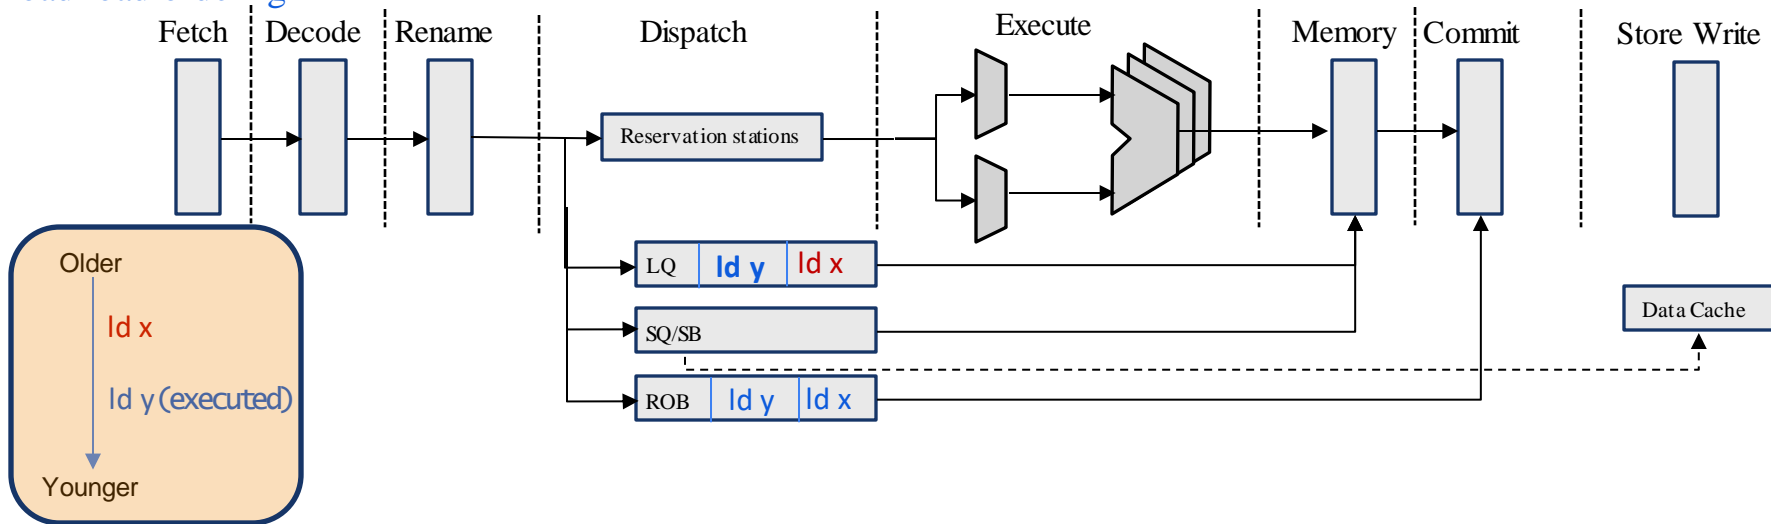 Fetch Decode Rename Dispatch Execute Memory Commit Store Write
Reservation stations
Older
ld x
ld y (executed)
Younger
LQ ld y ld x
SQ/SB
ROB ld y ld x
Data Cache